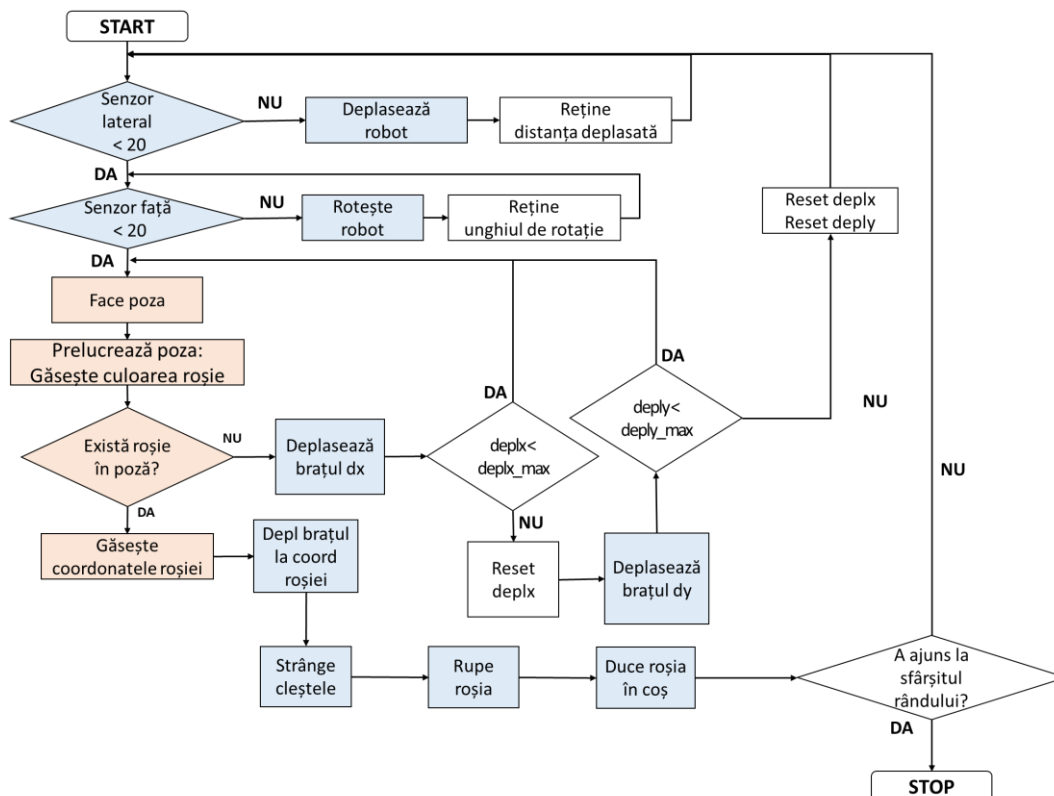 START
Senzor
lateral
< 20
NU
Deplasează
robot
Reține
distanța deplasată
DA
Senzor față
< 20
NU
Rotește
robot
Reține
unghiul de rotație
Reset deplx
Reset deply
DA
Face poza
Prelucrează poza:
Găsește culoarea roșie
Există roșie
în poză?
NU
Deplasează
brațul dx
DA
deplx<
deplx_max
DA
deply<
deply_max
NU
NU
DA
NU
Găsește
coordonatele roșiei
Depl brațul
la coord
roșiei
Reset
deplx
Deplasează
brațul dy
Strânge
cleștele
Rupe
roșia
Duce roșia
în coș
A ajuns la
sfârșitul
rândului?
DA
STOP